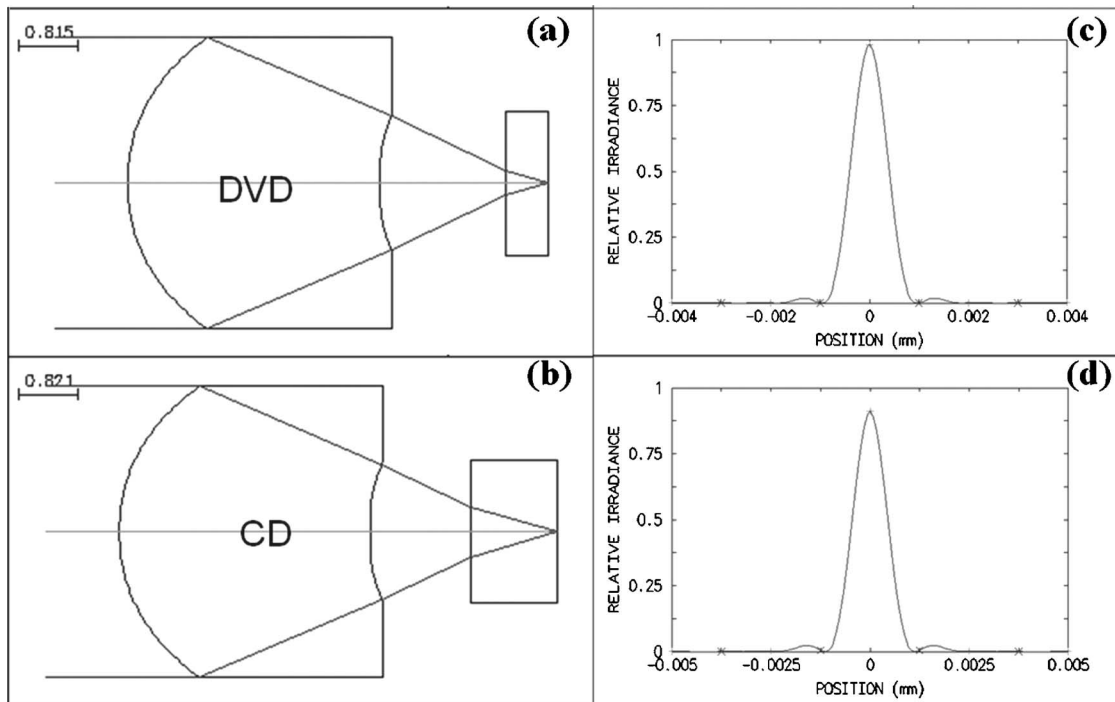 0.815
(a)
DVD
(c)
RELATIVE IRRADIANCE
1
0.75
0.5
0.25
0
-0.004
-0.002
0
0.002
0.004
POSITION (mm)
0.821
(b)
CD
(d)
RELATIVE IRRADIANCE
1
0.75
0.5
0.25
0
-0.005
-0.0025
0
0.0025
0.005
POSITION (mm)